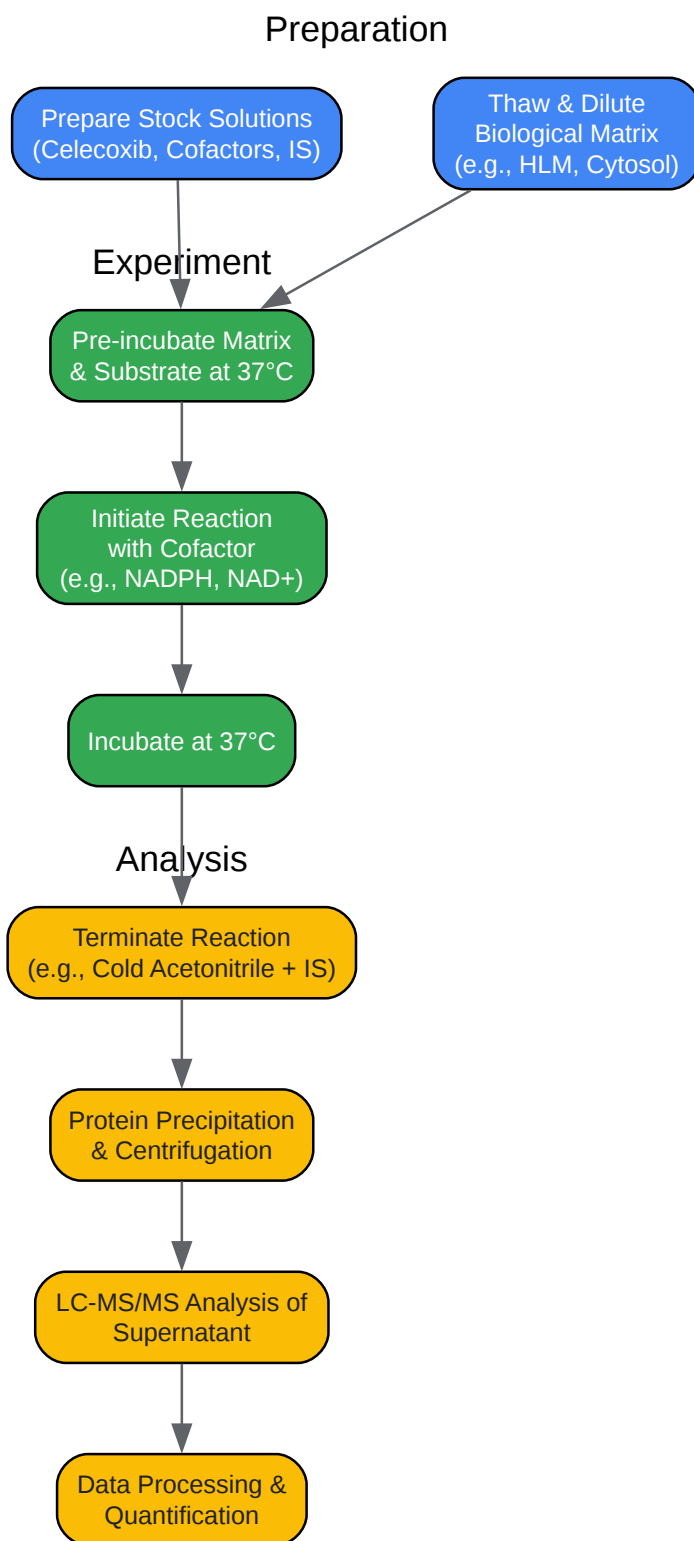 Preparation
Prepare Stock Solutions
(Celecoxib, Cofactors, IS)
Thaw & Dilute
Biological Matrix
(e.g., HLM, Cytosol)
Experiment
Pre-incubate Matrix
& Substrate at 37°C
Initiate Reaction
with Cofactor
(e.g., NADPH, NAD+)
Incubate at 37°C
Analysis
Terminate Reaction
(e.g., Cold Acetonitrile + IS)
Protein Precipitation
& Centrifugation
LC-MS/MS Analysis of
Supernatant
Data Processing &
Quantification